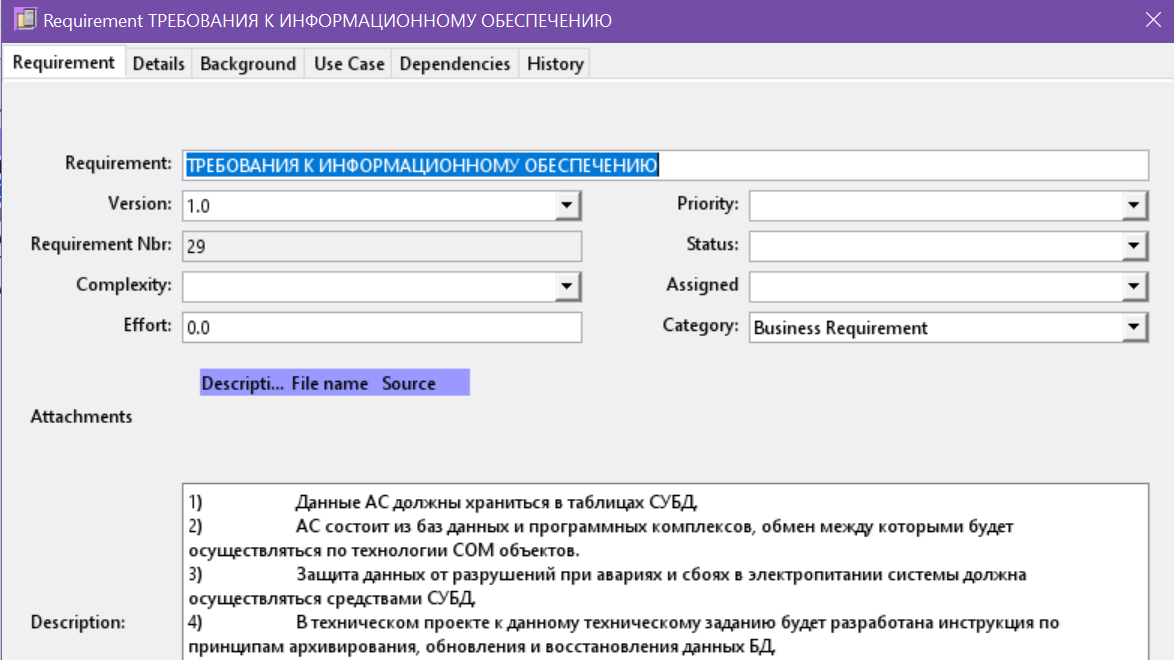 Requirement ТРЕБОВАНИЯ К ИНФОРМАЦИОННОМУ ОБЕСПЕЧЕНИЮ
Requirement Details Background Use Case Dependencies History
Requirement: ТРЕБОВАНИЯ К ИНФОРМАЦИОННОМУ ОБЕСПЕЧЕНИЮ
Version: 1.0 Priority:
Requirement Nbr: 29 Status:
Complexity: Assigned
Effort: 0.0 Category: Business Requirement
Descripti... File name Source
Attachments
1) Данные АС должны храниться в таблицах СУБД,
2) АС состоит из баз данных и программных комплексов, обмен между которыми будет
осуществляться по технологии COM объектов.
3) Защита данных от разрушений при авариях и сбоях в электропитании системы должна
осуществляться средствами СУБД,
Description: 4) В техническом проекте к данному техническому заданию будет разработана инструкция по
принципам архивирования, обновления и восстановления данных БД,